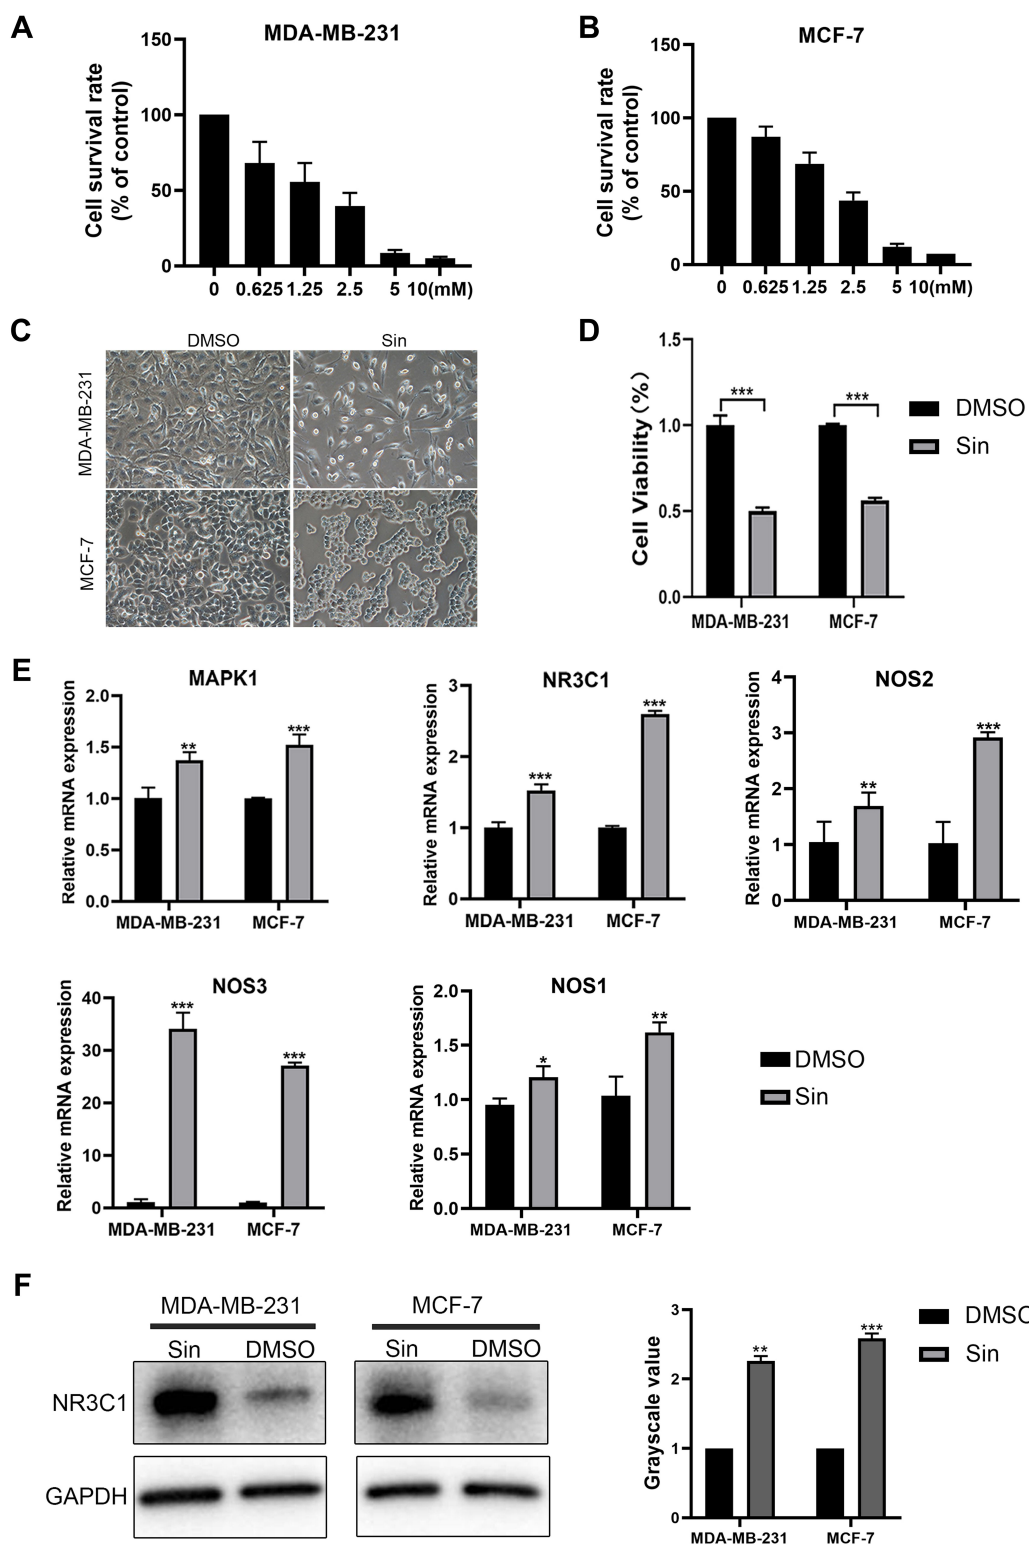 A
MDA-MB-231
Cell survival rate
(% of control)
150
100
50
0
0 0.625 1.25 2.5 5 10(mM)
B
MCF-7
Cell survival rate
(% of control)
150
100
50
0
0 0.625 1.25 2.5 5 10(mM)
C
DMSO Sin
MDA-MB-231
MCF-7
D
Cell Viability (%)
1.5
1.0
0.5
0.0
*** ***
MDA-MB-231 MCF-7
DMSO
Sin
E
MAPK1
Relative mRNA expression
2.0
1.5
1.0
0.5
0.0
** ***
MDA-MB-231 MCF-7
NR3C1
Relative mRNA expression
3
2
1
0
*** ***
MDA-MB-231 MCF-7
NOS2
Relative mRNA expression
4
3
2
1
0
** ***
MDA-MB-231 MCF-7
NOS3
Relative mRNA expression
40
30
20
10
0
*** ***
MDA-MB-231 MCF-7
NOS1
Relative mRNA expression
2.0
1.5
1.0
0.5
0.0
* **
MDA-MB-231 MCF-7
DMSO
Sin
F
MDA-MB-231 MCF-7
Sin DMSO Sin DMSO
NR3C1
GAPDH
Grayscale value
3
2
1
0
** ***
MDA-MB-231 MCF-7
DMSO
Sin